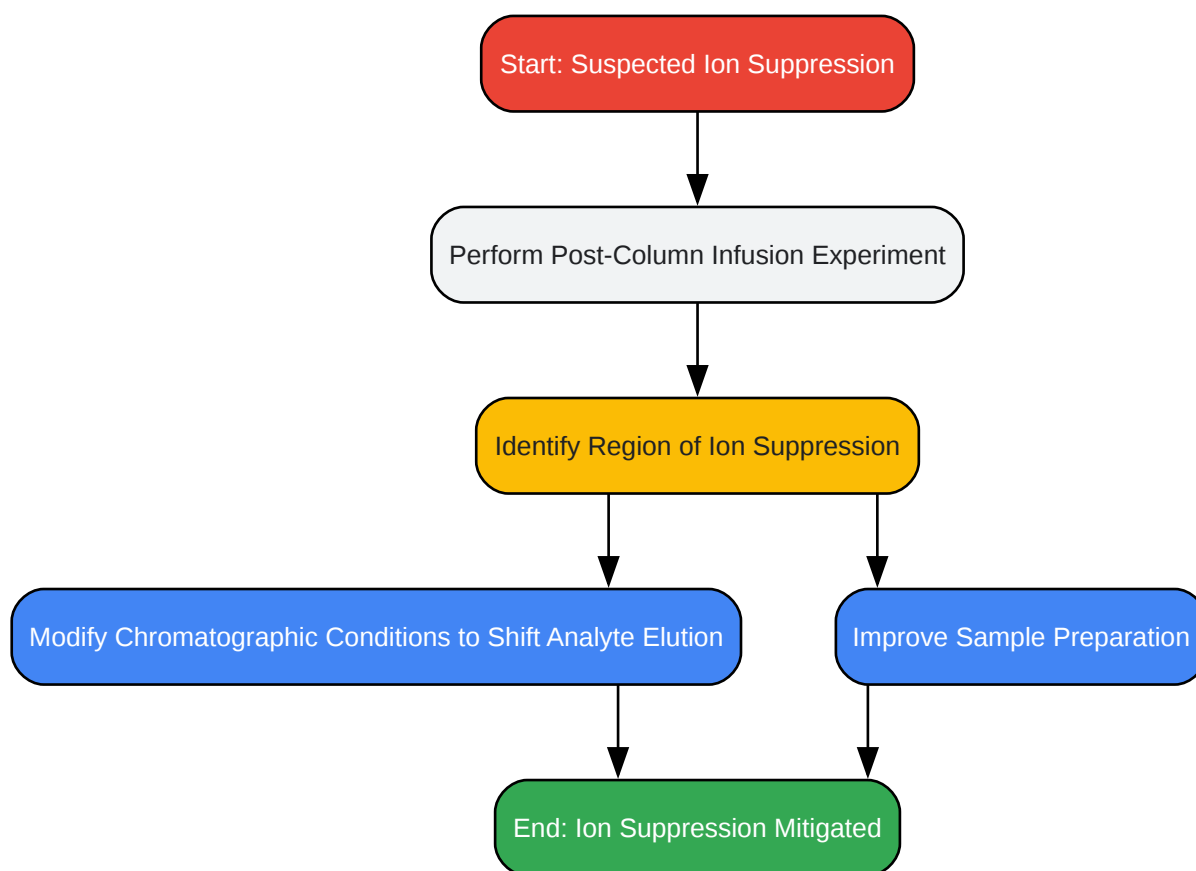 Start: Suspected Ion Suppression
Perform Post-Column Infusion Experiment
Identify Region of Ion Suppression
Modify Chromatographic Conditions to Shift Analyte Elution
Improve Sample Preparation
End: Ion Suppression Mitigated